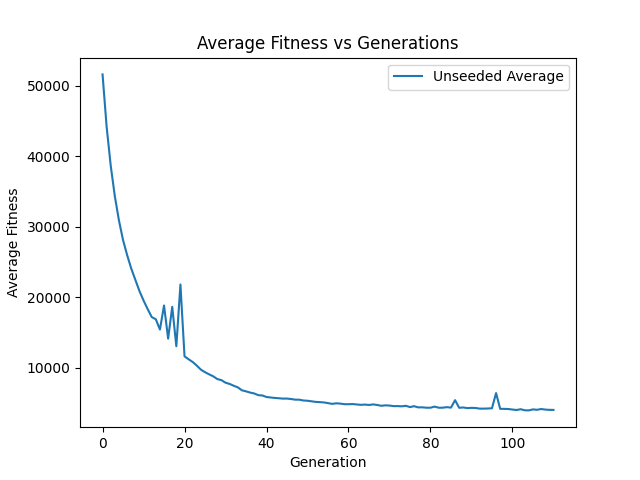 Average Fitness vs Generations
Unseeded Average
50000
40000
30000
20000
10000
Average Fitness
0 20 40 60 80 100
Generation